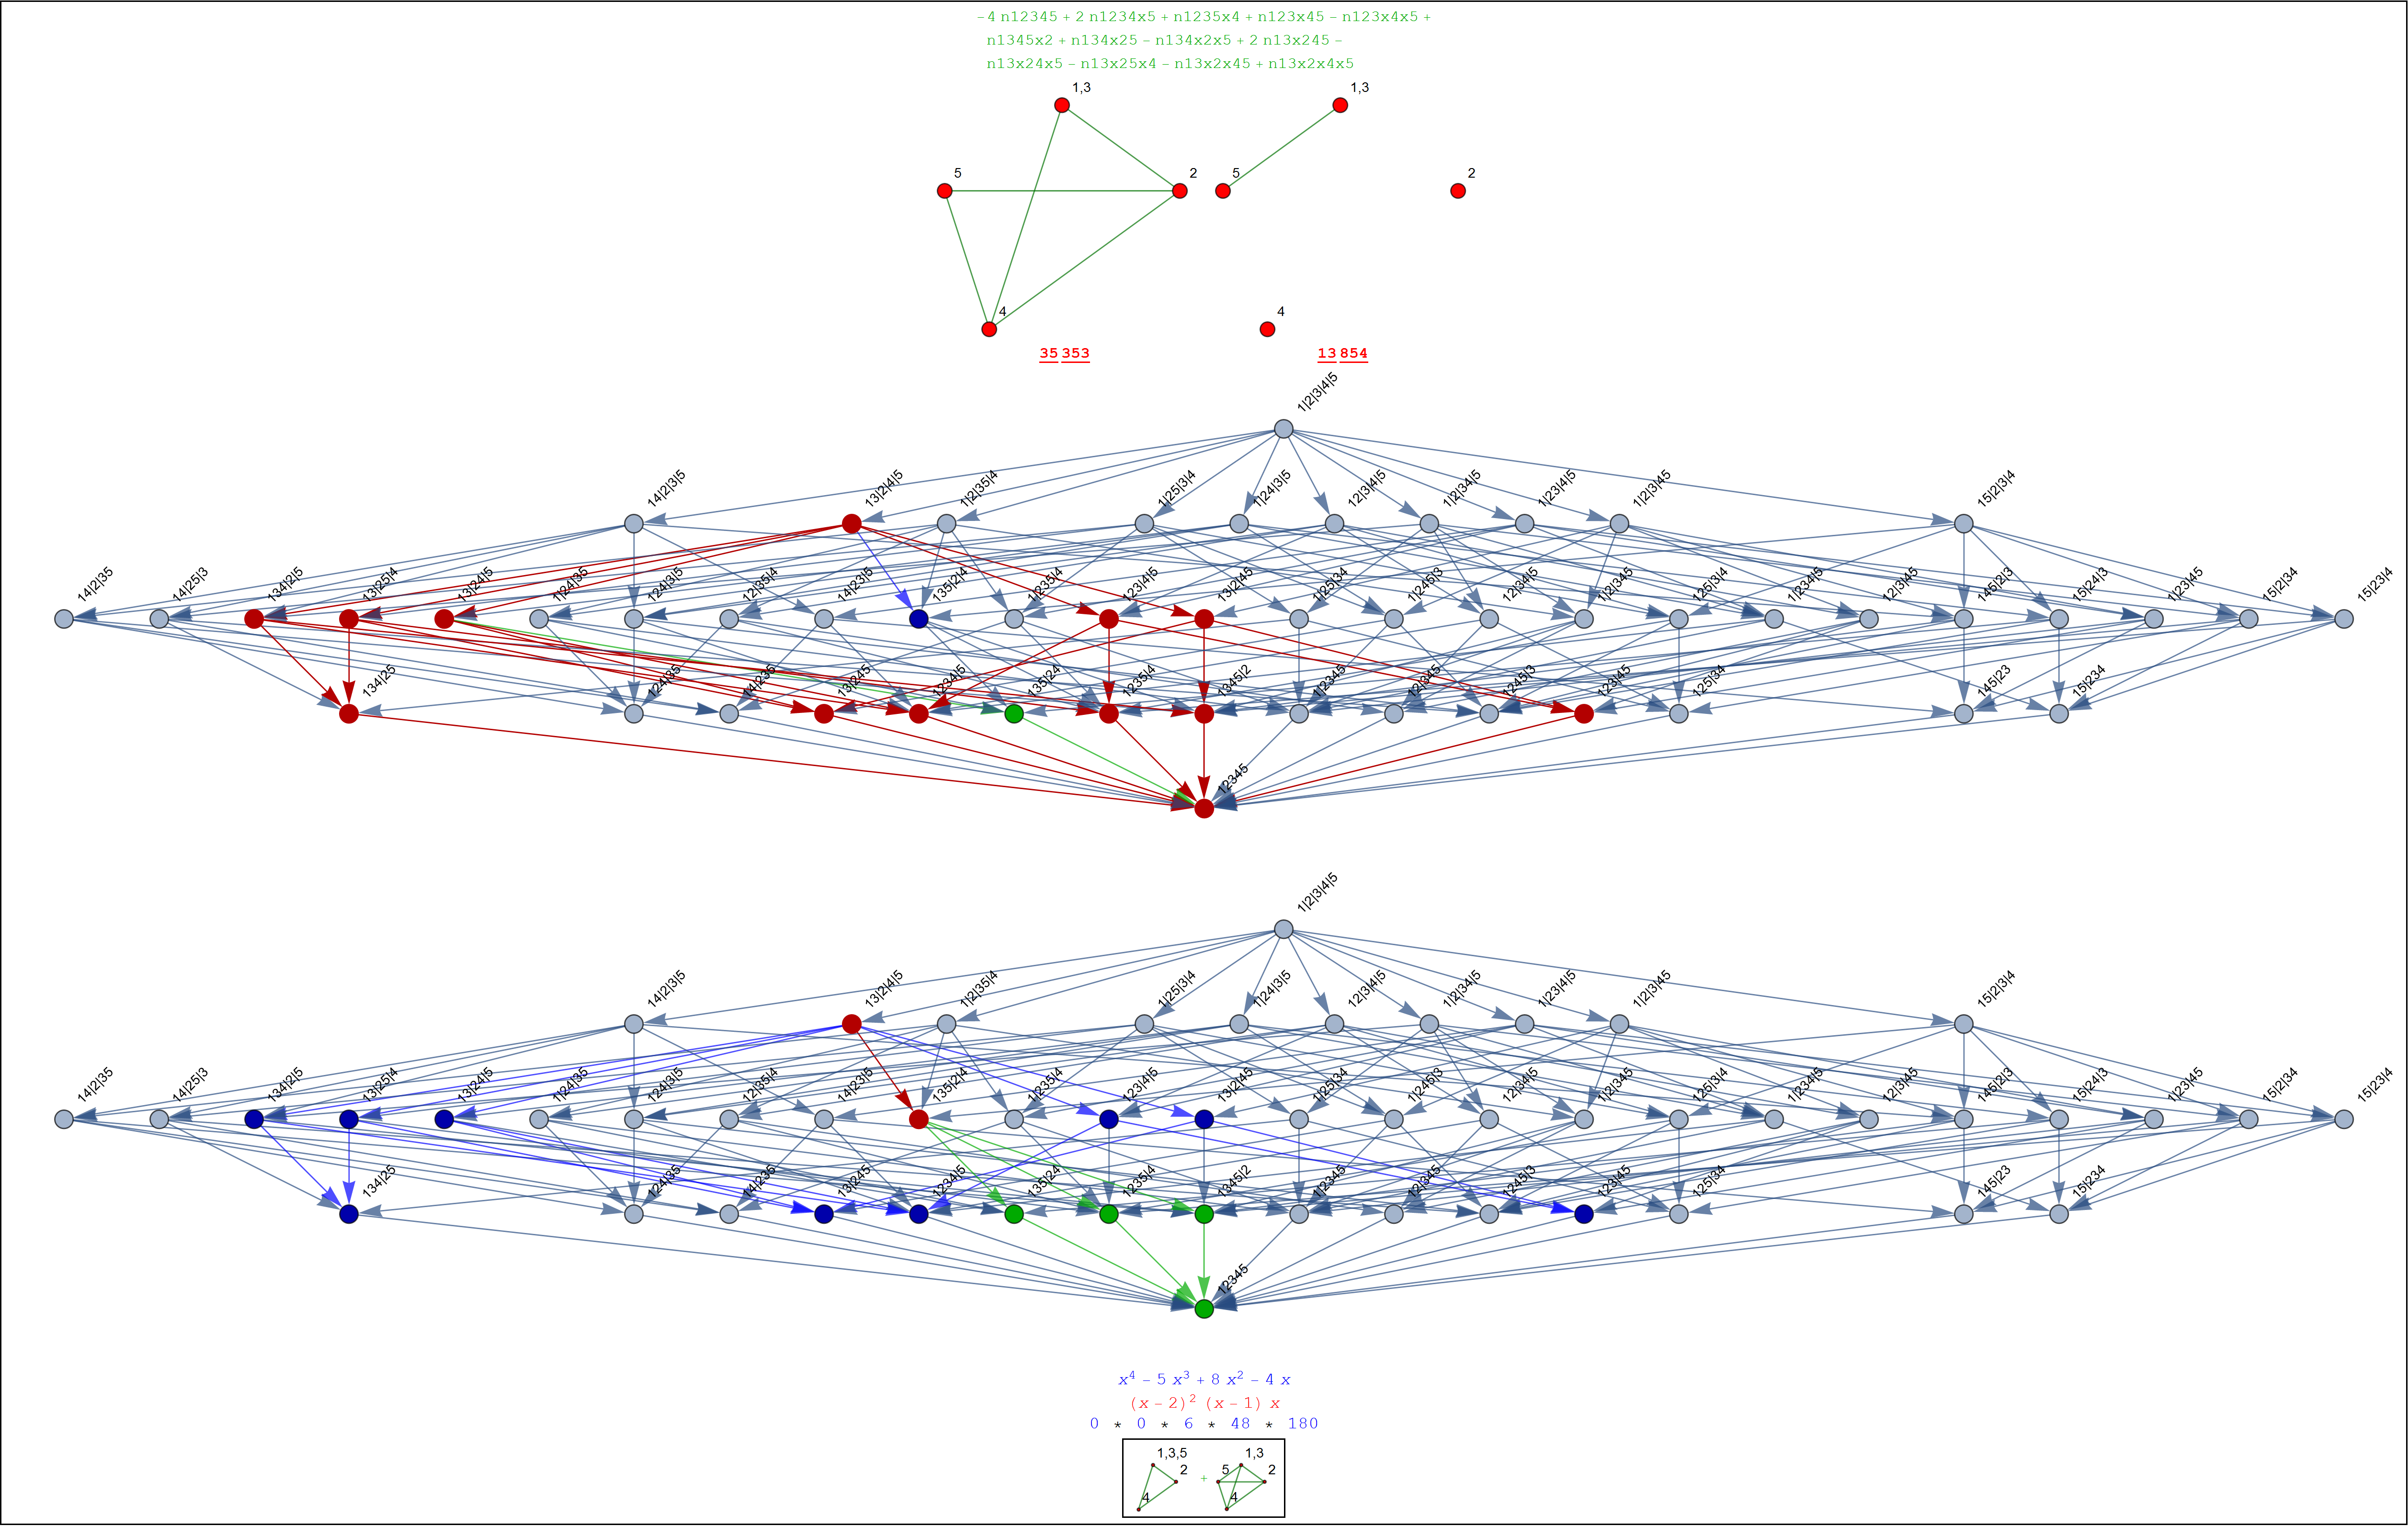 −4 n12345 + 2 n1234x5 + n1235x4 + n123x45 − n123x4x5 +
n1345x2 + n134x25 − n134x2x5 + 2 n13x245 −
n13x24x5 − n13x25x4 − n13x2x45 + n13x2x4x5
1,3 1,3
5 2 5 2
4 4
35 353 13 854
1|2|3|4|5
14|2|3|5 13|2|4|5 1|2|35|4 1|25|3|4 1|24|3|5 12|3|4|5 1|2|34|5 1|23|4|5 1|2|3|45 15|2|3|4
14|2|35 14|25|3 134|2|5 13|25|4 13|24|5 1|24|35 124|3|5 12|35|4 14|23|5 135|2|4 1|235|4 123|4|5 13|2|45 1|25|34 1|245|3 12|34|5 1|2|345 125|3|4 1|234|5 12|3|45 145|2|3 15|24|3 1|23|45 15|2|34 15|23|4
134|25 124|35 14|235 13|245 1234|5 135|24 1235|4 1345|2 1|2345 12|345 1245|3 123|45 125|34 145|23 15|234
12345
1|2|3|4|5
14|2|3|5 13|2|4|5 1|2|35|4 1|25|3|4 1|24|3|5 12|3|4|5 1|2|34|5 1|23|4|5 1|2|3|45 15|2|3|4
14|2|35 14|25|3 134|2|5 13|25|4 13|24|5 1|24|35 124|3|5 12|35|4 14|23|5 135|2|4 1|235|4 123|4|5 13|2|45 1|25|34 1|245|3 12|34|5 1|2|345 125|3|4 1|234|5 12|3|45 145|2|3 15|24|3 1|23|45 15|2|34 15|23|4
134|25 124|35 14|235 13|245 1234|5 135|24 1235|4 1345|2 1|2345 12|345 1245|3 123|45 125|34 145|23 15|234
12345
x⁴ − 5 x³ + 8 x² − 4 x
(x − 2)² (x − 1) x
0 * 0 * 6 * 48 * 180
1,3,5 1,3
2 + 5 2
4 4